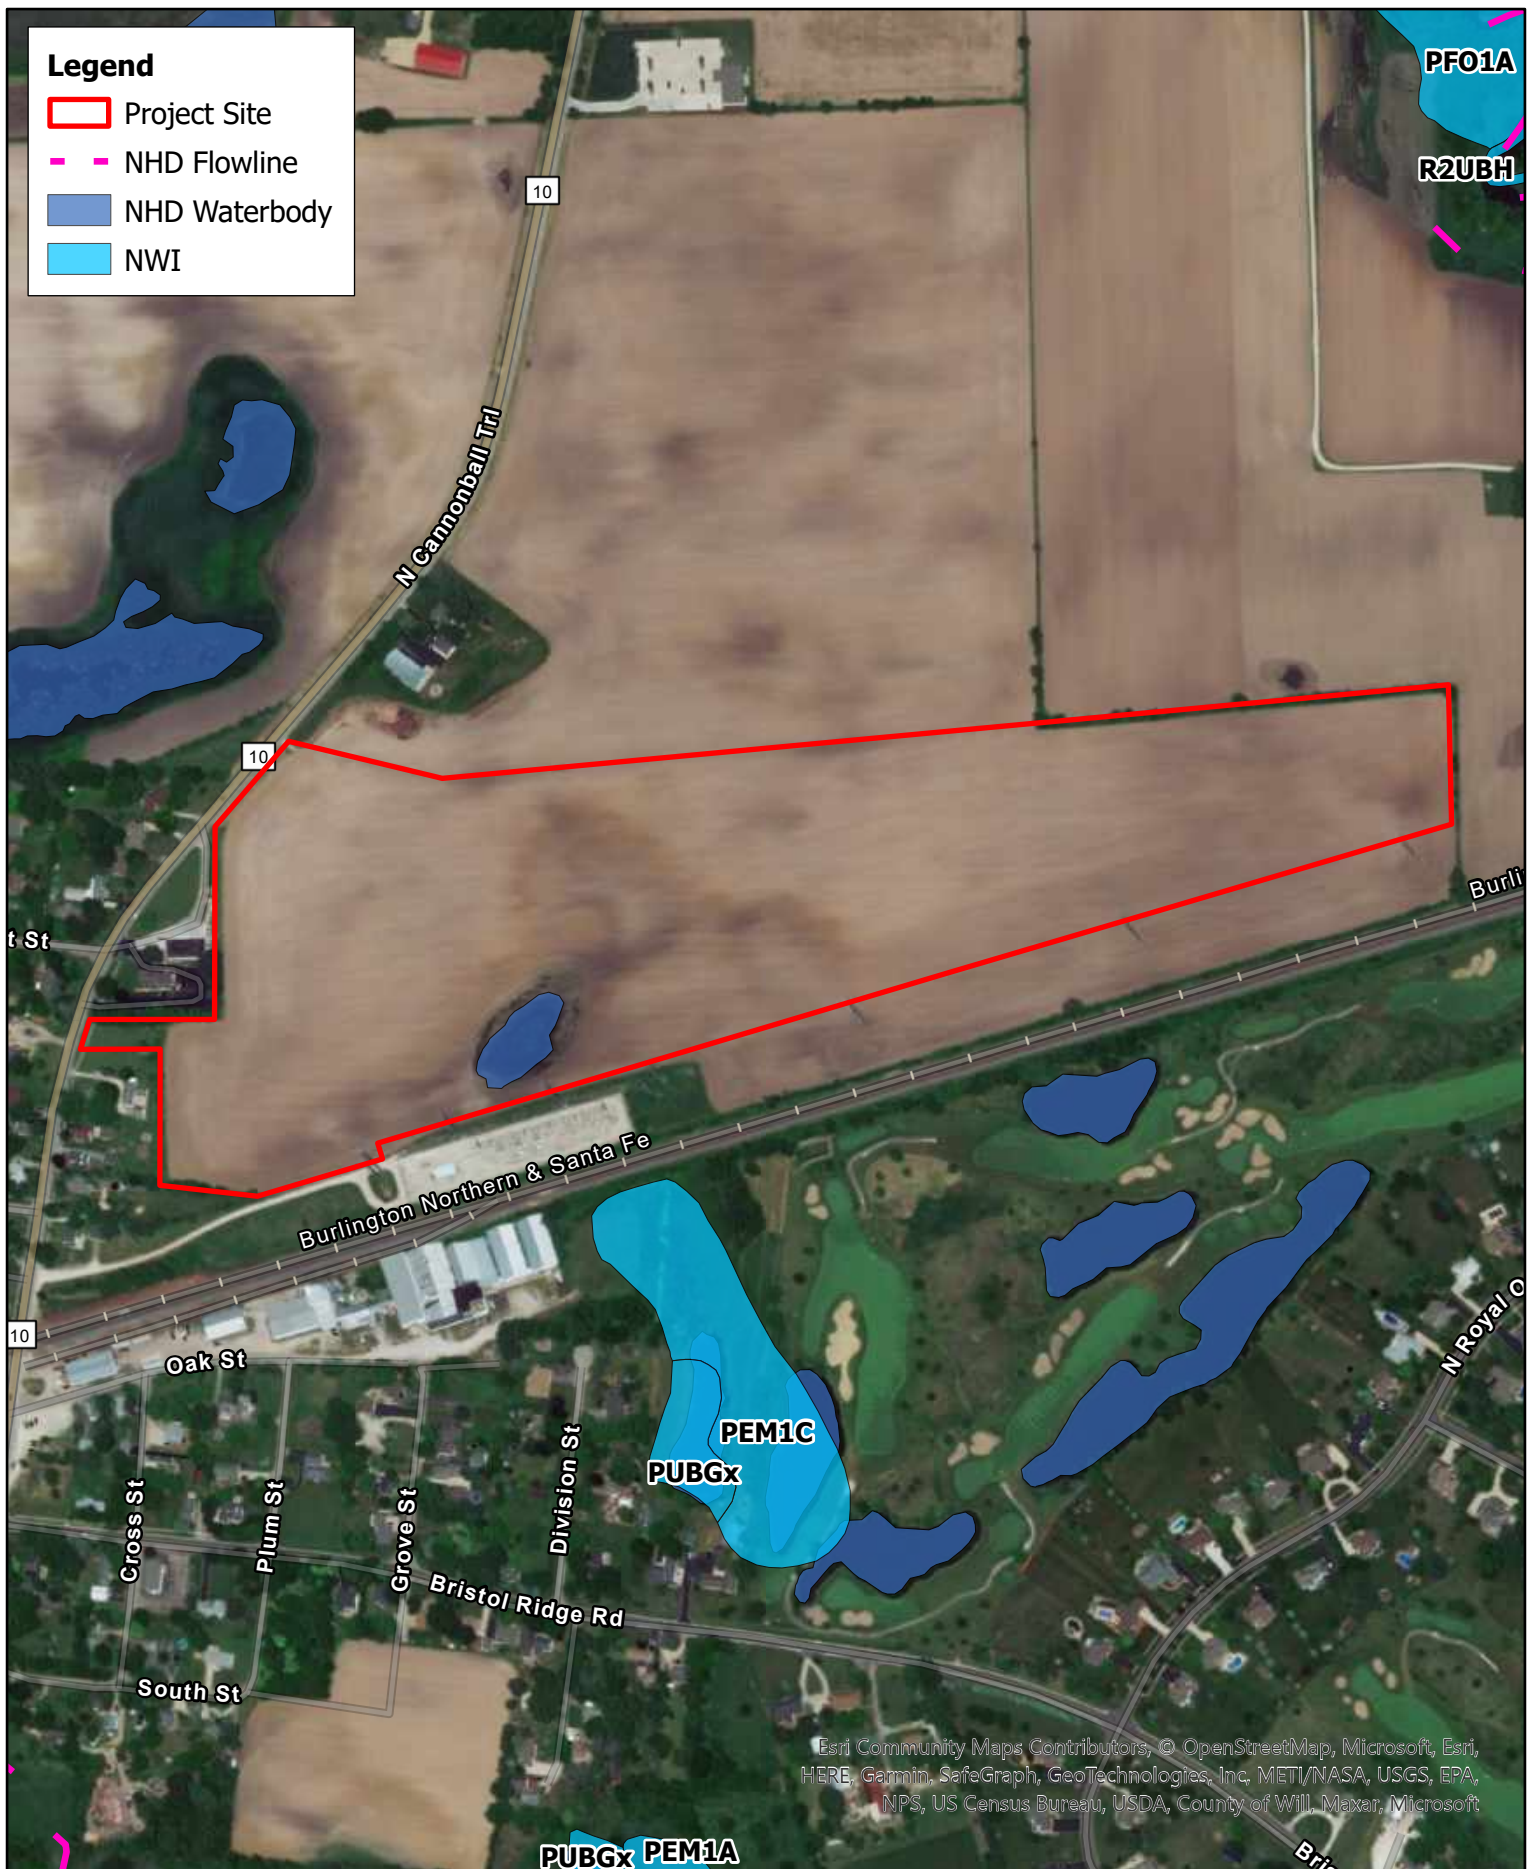 Legend
Project Site
NHD Flowline
NHD Waterbody
NWI
PFO1A
R2UBH
10
N Cannonball Trl
10
Burli
t St
Burlington Northern & Santa Fe
10
Oak St
N Royal O
PEM1C
PUBGx
Cross St
Plum St
Grove St
Division St
Bristol Ridge Rd
South St
Esri Community Maps Contributors, © OpenStreetMap, Microsoft, Esri,
HERE, Garmin, SafeGraph, GeoTechnologies, Inc, METI/NASA, USGS, EPA,
NPS, US Census Bureau, USDA, County of Will, Maxar, Microsoft
PUBGx
PEM1A
Bris